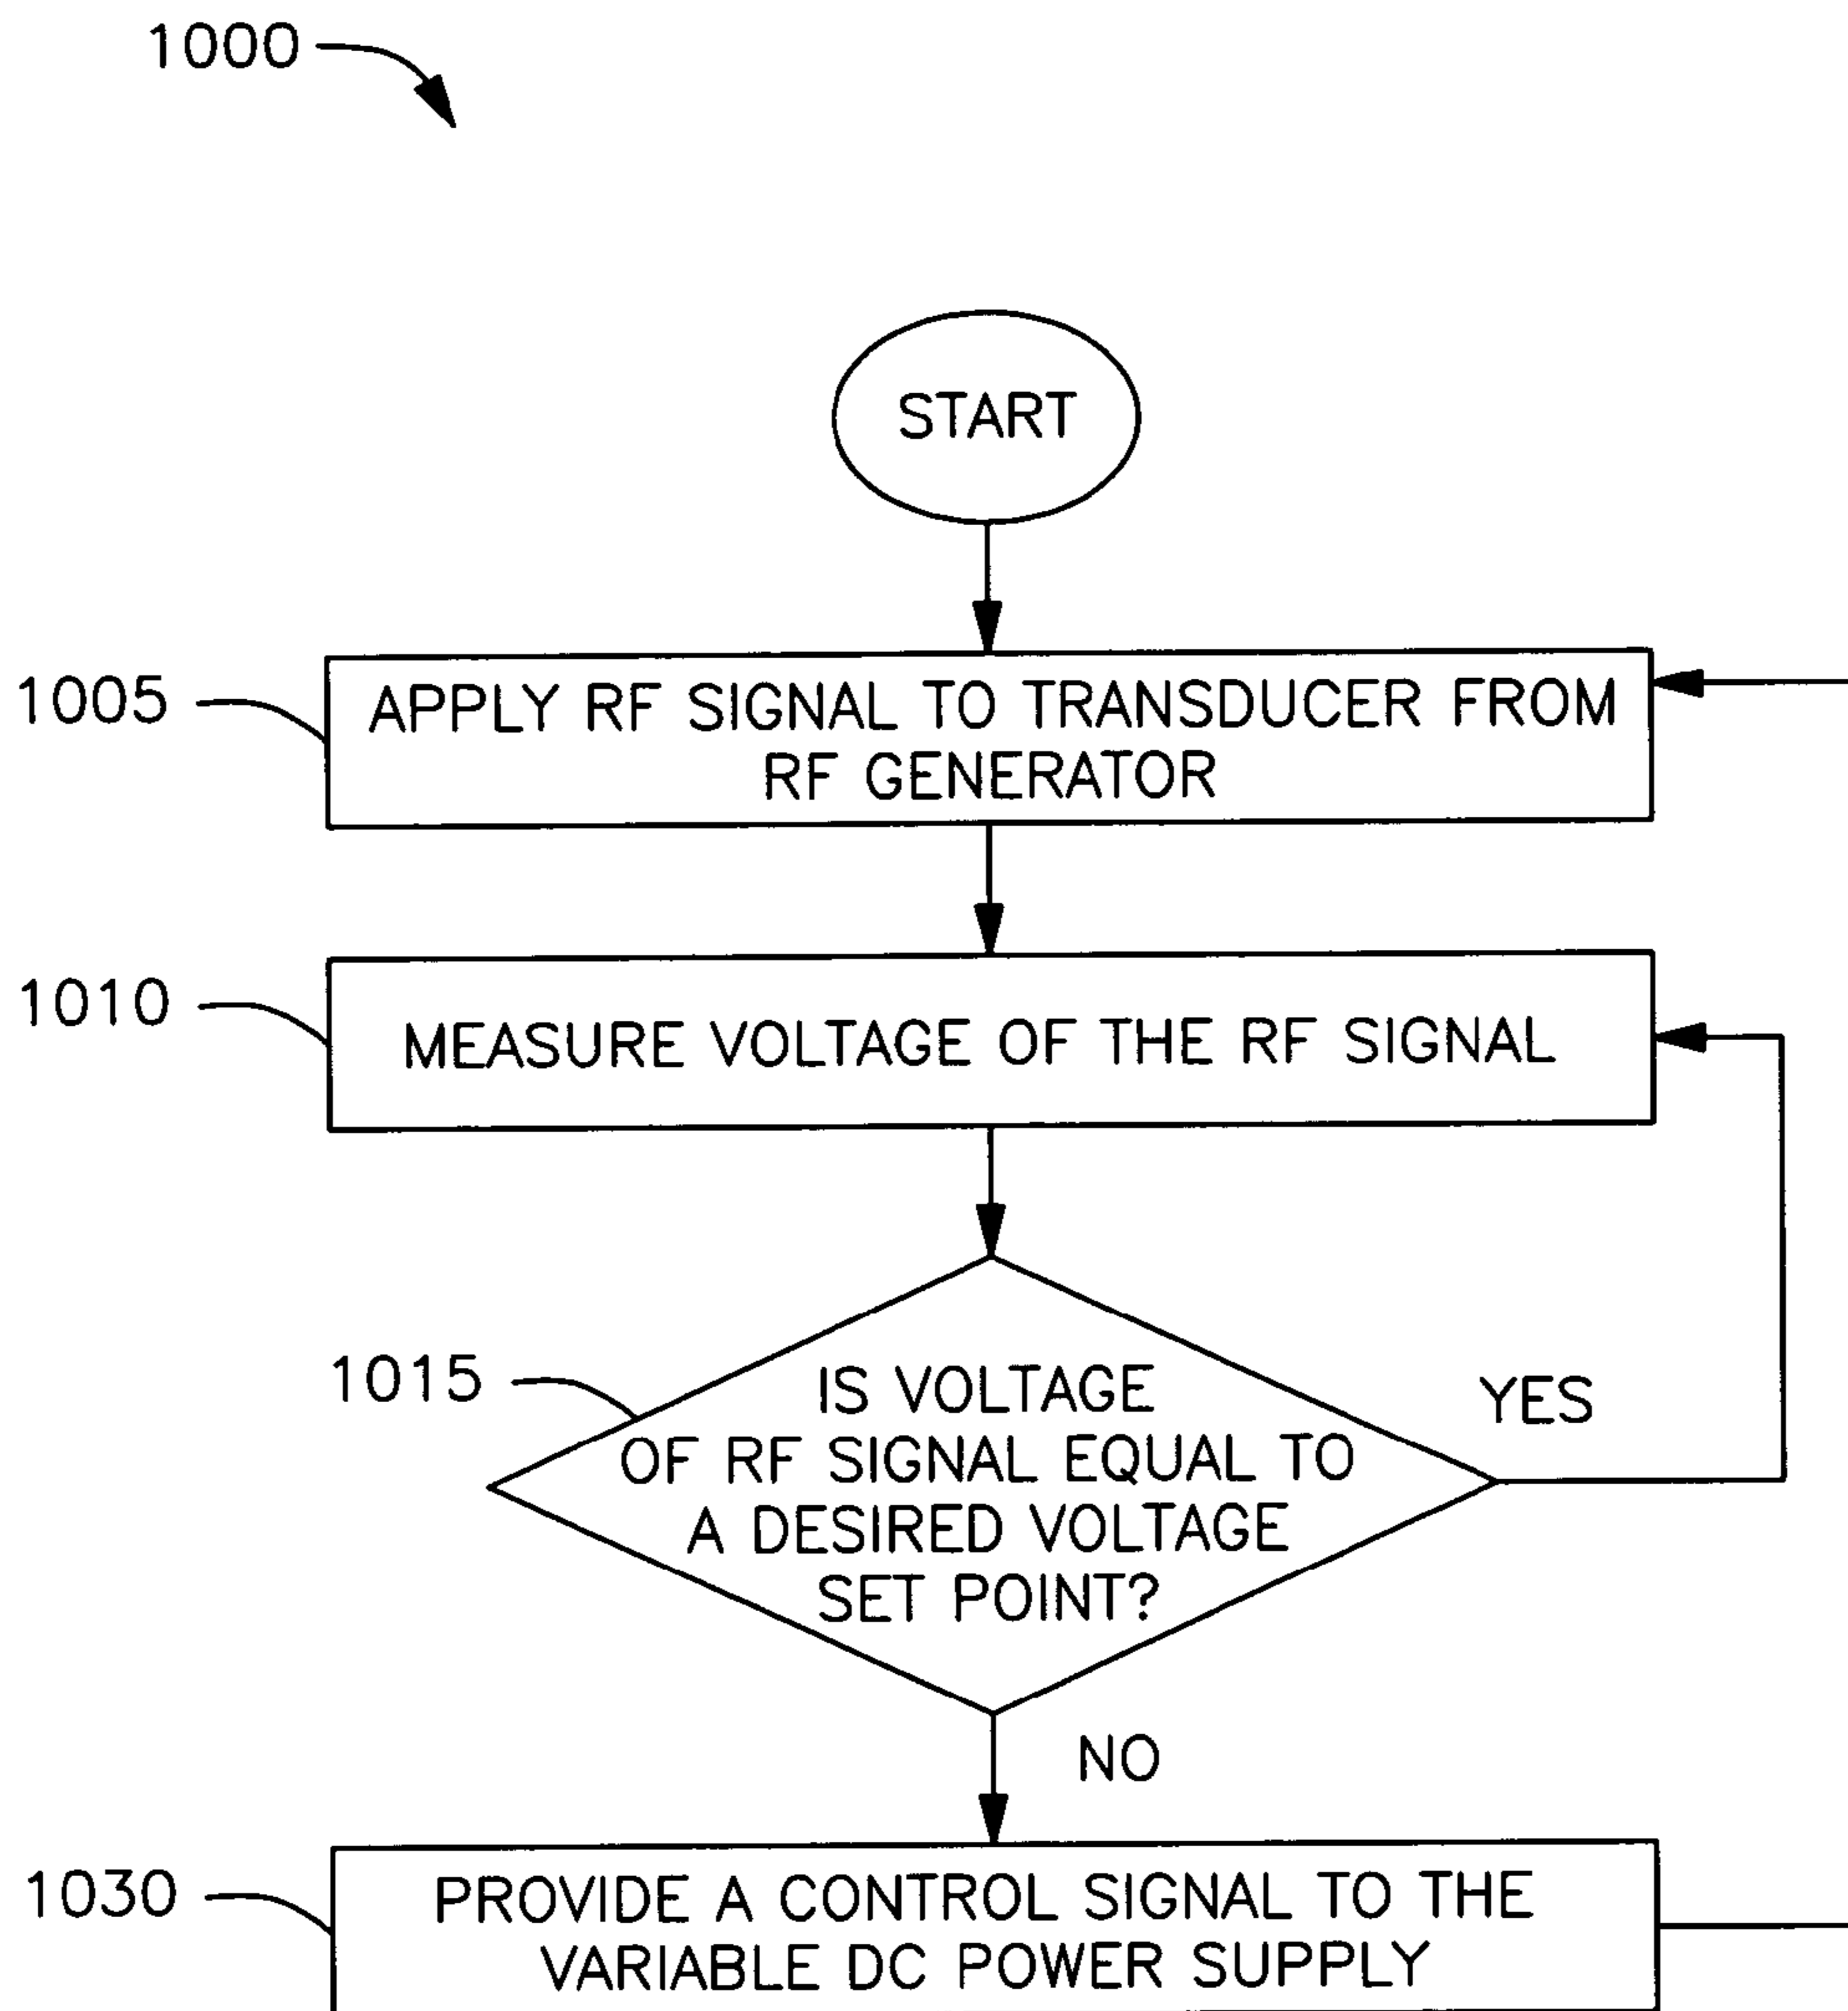 1000
START
1005
APPLY RF SIGNAL TO TRANSDUCER FROM
RF GENERATOR
1010
MEASURE VOLTAGE OF THE RF SIGNAL
1015
IS VOLTAGE
OF RF SIGNAL EQUAL TO
A DESIRED VOLTAGE
SET POINT?
YES
NO
1030
PROVIDE A CONTROL SIGNAL TO THE
VARIABLE DC POWER SUPPLY